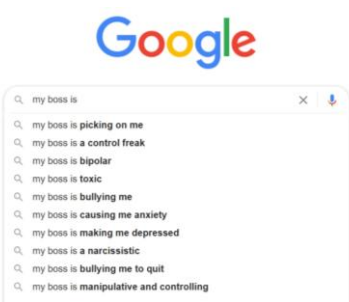 Google
my boss is
my boss is picking on me
my boss is a control freak
my boss is bipolar
my boss is toxic
my boss is bullying me
my boss is causing me anxiety
my boss is making me depressed
my boss is a narcissistic
my boss is bullying me to quit
my boss is manipulative and controlling